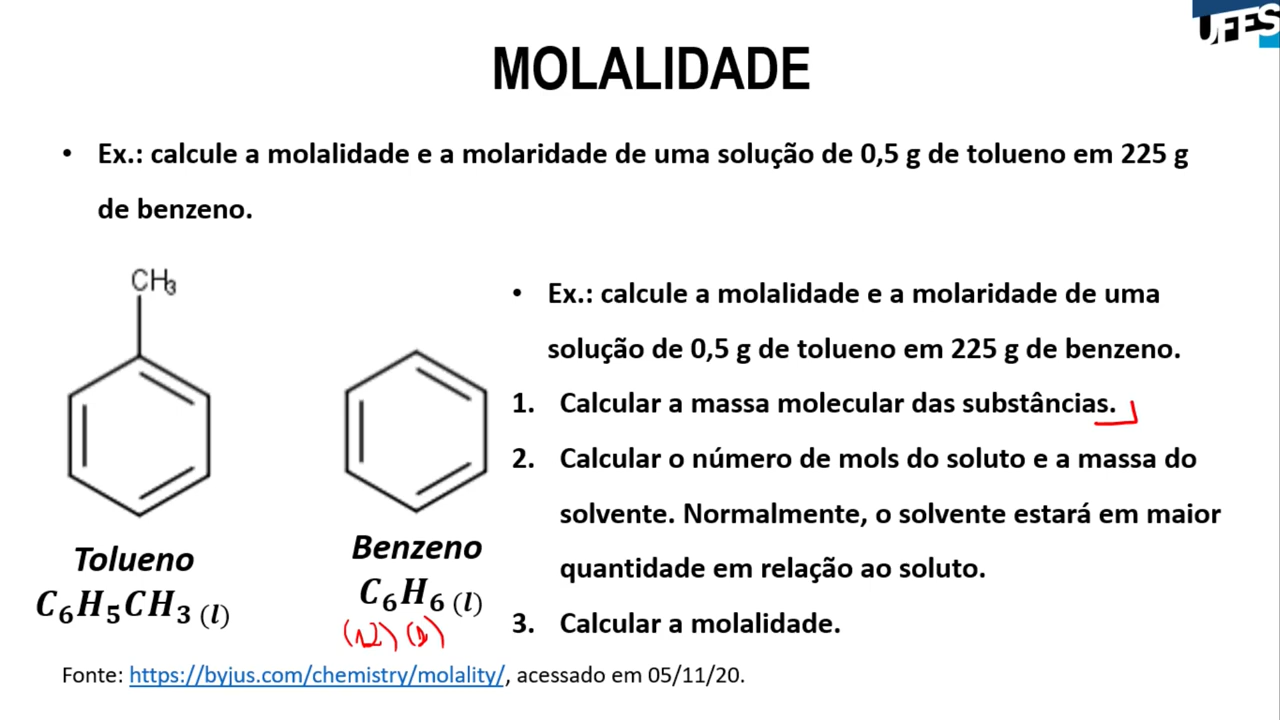 UFES
MOLALIDADE
• Ex.: calcule a molalidade e a molaridade de uma solução de 0,5 g de tolueno em 225 g
de benzeno.
CH₃
Tolueno
C₆H₅CH₃ (l)
Benzeno
C₆H₆ (l)
(12) (1)
• Ex.: calcule a molalidade e a molaridade de uma
solução de 0,5 g de tolueno em 225 g de benzeno.
1. Calcular a massa molecular das substâncias.
2. Calcular o número de mols do soluto e a massa do
solvente. Normalmente, o solvente estará em maior
quantidade em relação ao soluto.
3. Calcular a molalidade.
Fonte: https://byjus.com/chemistry/molality/, acessado em 05/11/20.